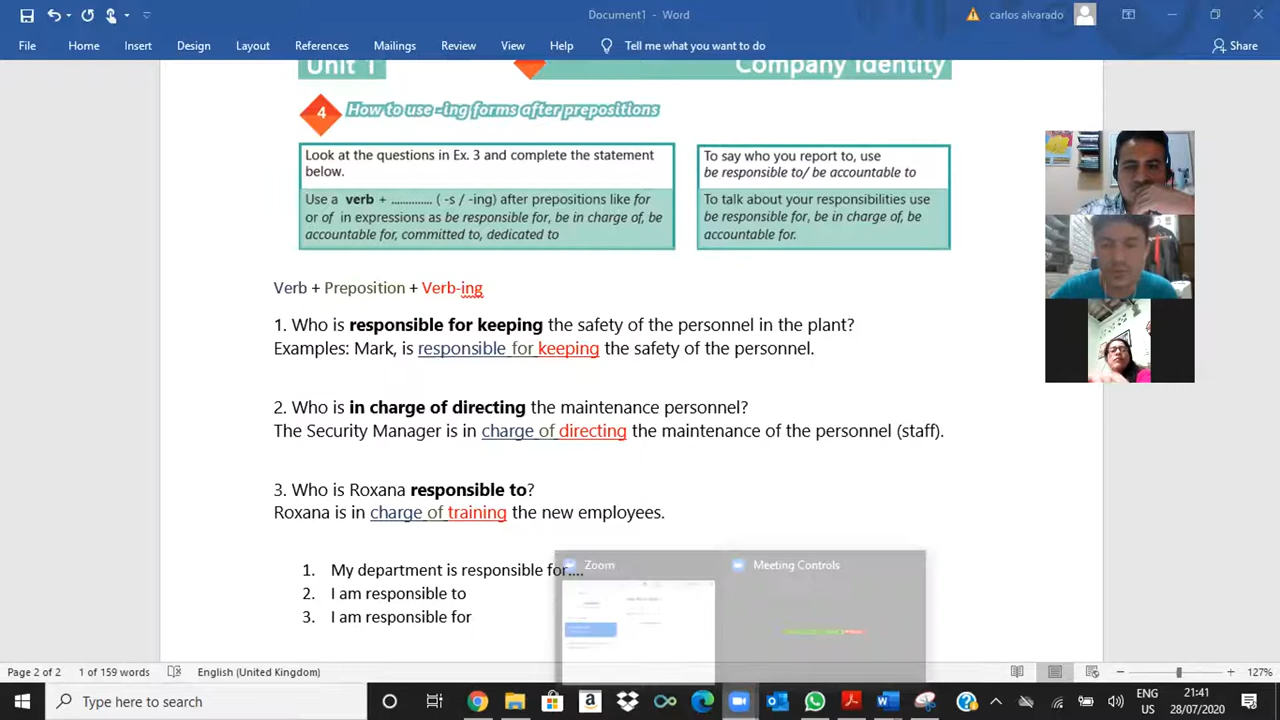 Document1 - Word
carlos alvarado
File Home Insert Design Layout References Mailings Review View Help Tell me what you want to do Share
Unit 1 Company Identity
4 How to use -ing forms after prepositions
Look at the questions in Ex. 3 and complete the statement
below.
Use a verb + .............. ( -s / -ing) after prepositions like for
or of in expressions as be responsible for, be in charge of, be
accountable for, committed to, dedicated to
To say who you report to, use
be responsible to/ be accountable to
To talk about your responsibilities use
be responsible for, be in charge of, be
accountable for.
Verb + Preposition + Verb-ing
1. Who is responsible for keeping the safety of the personnel in the plant?
Examples: Mark, is responsible for keeping the safety of the personnel.
2. Who is in charge of directing the maintenance personnel?
The Security Manager is in charge of directing the maintenance of the personnel (staff).
3. Who is Roxana responsible to?
Roxana is in charge of training the new employees.
1. My department is responsible for....
2. I am responsible to
3. I am responsible for
Zoom
Meeting Controls
Page 2 of 2 1 of 159 words English (United Kingdom) 127%
Type here to search
ENG 21:41
US 28/07/2020